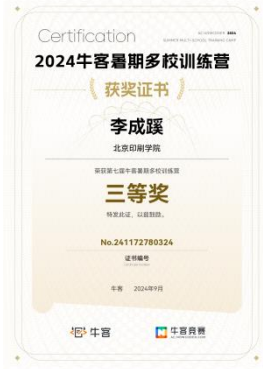 Certification
2024牛客暑期多校训练营
获奖证书
李成蹊
北京印刷学院
荣获第七届牛客暑期多校训练营
三等奖
特发此证，以资鼓励。
No.241172780324
证书编号
牛客 2024年9月
牛客 牛客竞赛